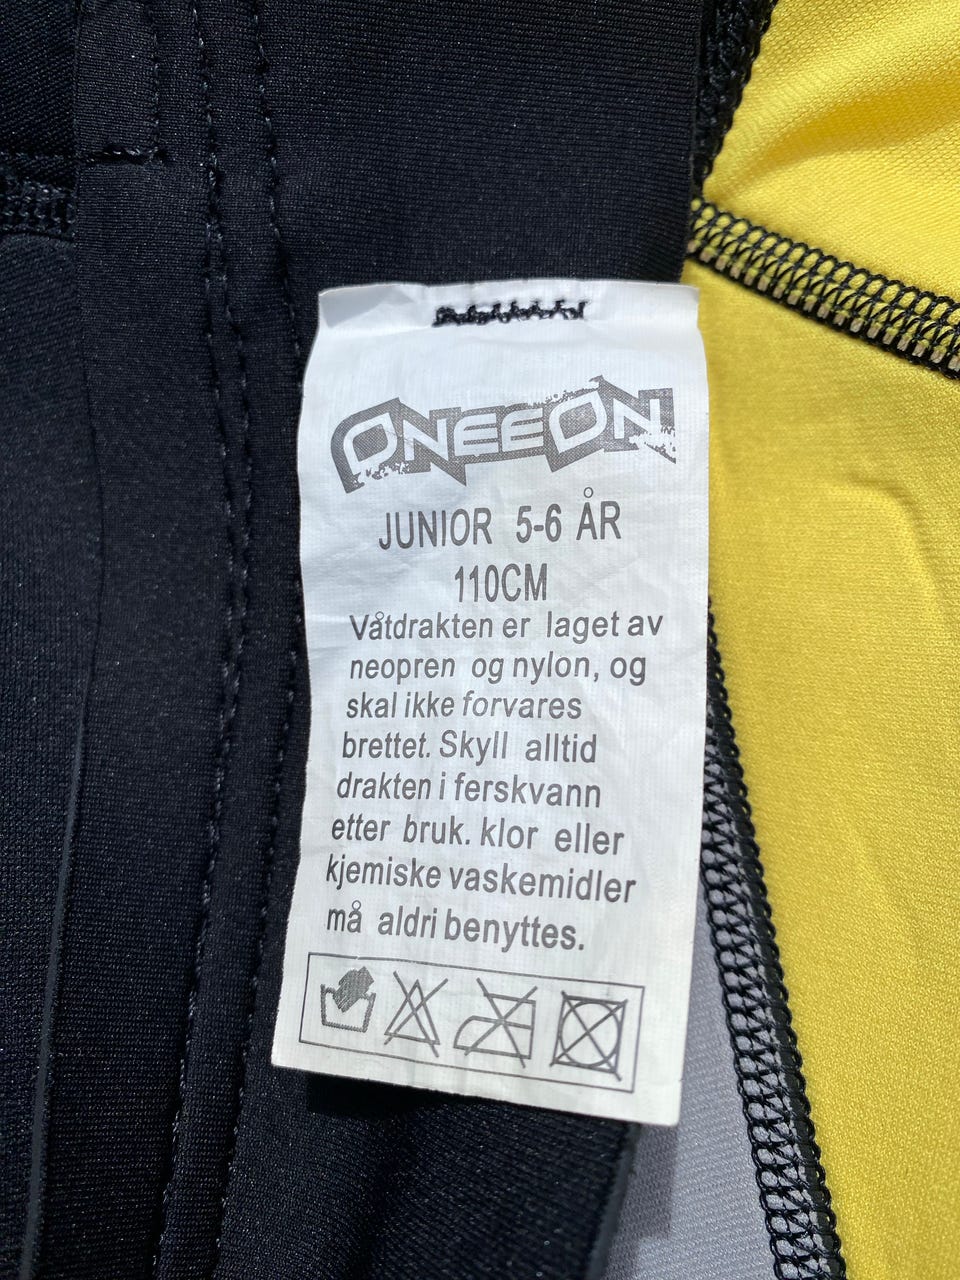 ONEEON
JUNIOR 5-6 ÅR
110CM
Våtdrakten er laget av
neopren og nylon, og
skal ikke forvares
brettet. Skyll alltid
drakten i ferskvann
etter bruk. klor eller
kjemiske vaskemidler
må aldri benyttes.